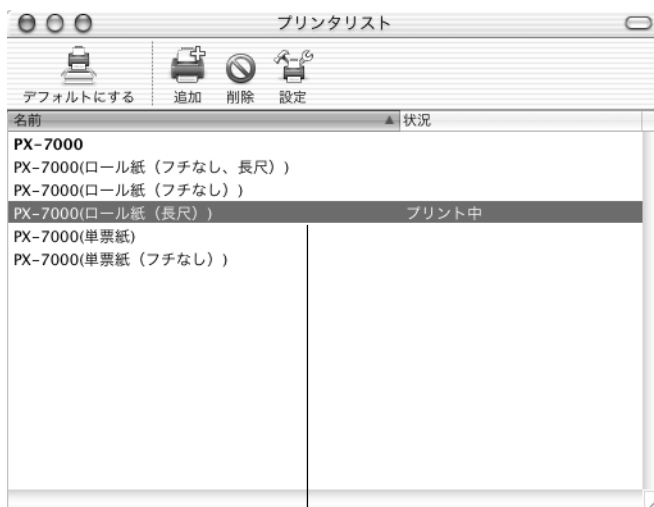 プリンタリスト
デフォルトにする 追加 削除 設定
名前 状況
PX-7000
PX-7000(ロール紙（フチなし、長尺）)
PX-7000(ロール紙（フチなし）)
PX-7000(ロール紙（長尺）) プリント中
PX-7000(単票紙)
PX-7000(単票紙（フチなし）)